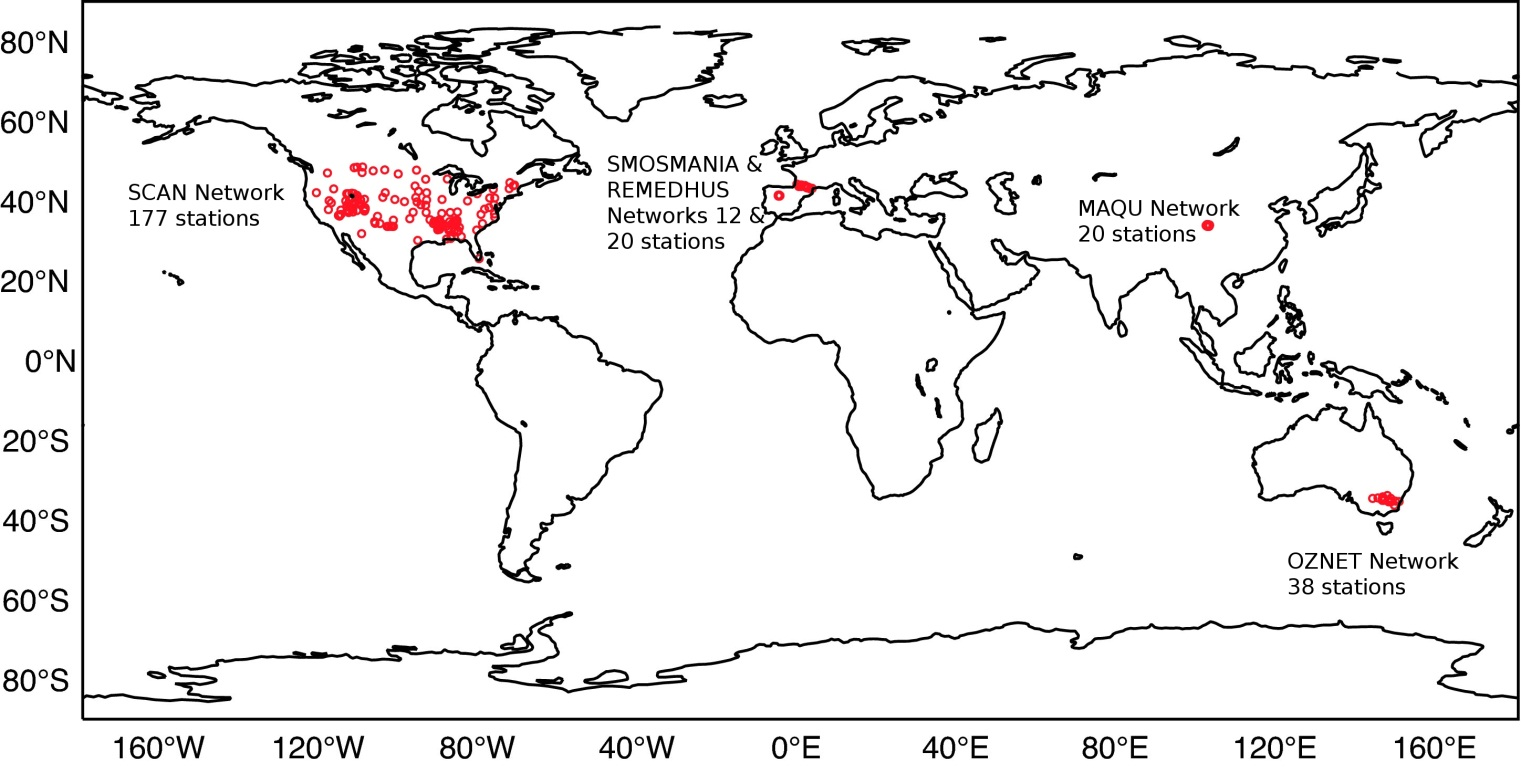 80°N
60°N
40°N
20°N
0°N
20°S
40°S
60°S
80°S
SCAN Network
177 stations
SMOSMANIA &
REMEDHUS
Networks 12 &
20 stations
MAQU Network
20 stations
OZNET Network
38 stations
160°W 120°W 80°W 40°W 0°E 40°E 80°E 120°E 160°E